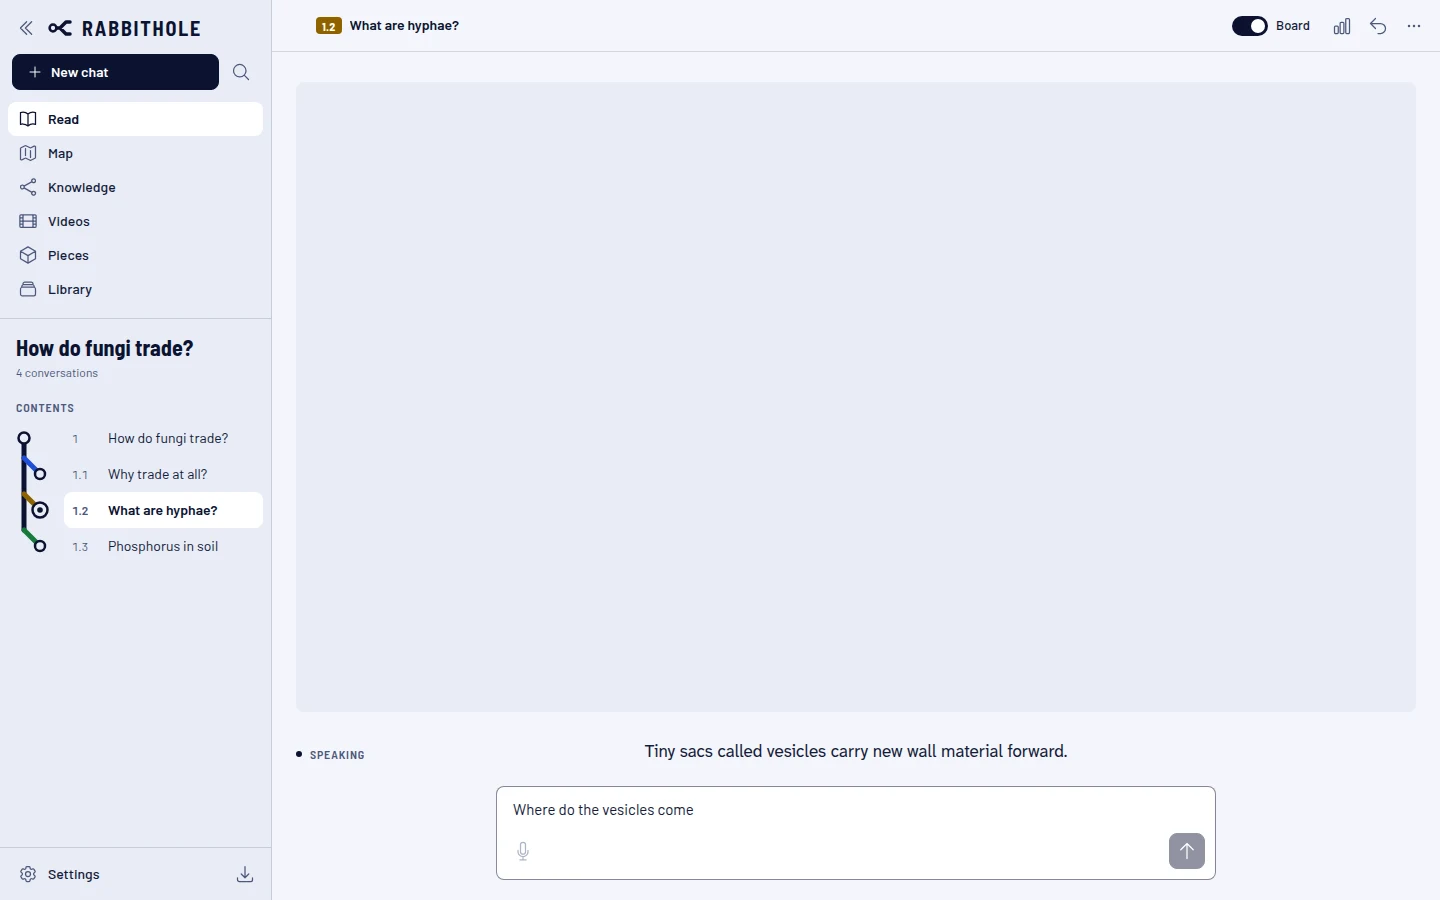 RABBITHOLE
New chat
Read
Map
Knowledge
Videos
Pieces
Library
How do fungi trade?
4 conversations
CONTENTS
1 How do fungi trade?
1.1 Why trade at all?
1.2 What are hyphae?
1.3 Phosphorus in soil
Settings
1.2 What are hyphae?
Board
SPEAKING
Tiny sacs called vesicles carry new wall material forward.
Where do the vesicles come